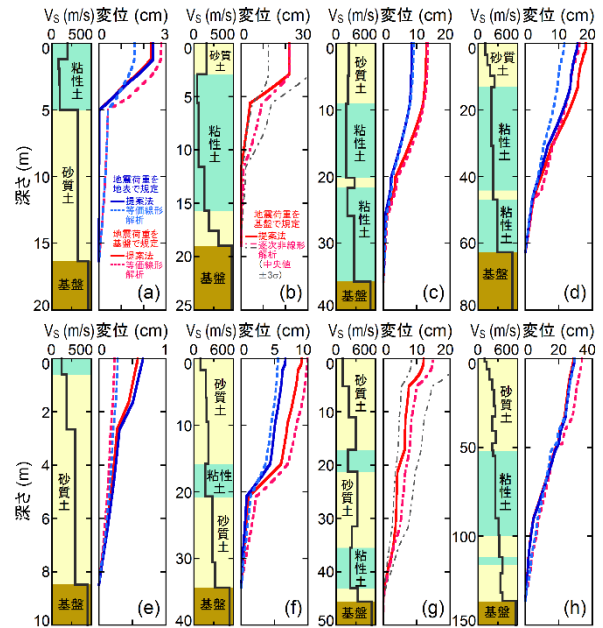 V_S (m/s) 変位 (cm)
0 500 0 3
V_S (m/s) 変位 (cm)
0 600 0 30
V_S (m/s) 変位 (cm)
0 600 0 10 20
V_S (m/s) 変位 (cm)
0 600 0 10 20
深さ (m)
0
5
10
15
20
粘性土
砂質土
基盤
地震荷重を
地表で規定
提案法
等価線形
解析
地震荷重を
基盤で規定
提案法
等価線形
解析
(a)
0
5
10
15
20
25
砂質土
粘性土
基盤
地震荷重を
基盤で規定
提案法
逐次非線形
解析
(中央値
±3σ)
(b)
0
10
20
30
40
砂質土
粘性土
粘性土
基盤
(c)
0
20
40
60
80
砂質土
粘性土
基盤
(d)
V_S (m/s) 変位 (cm)
0 500 0 1
V_S (m/s) 変位 (cm)
0 600 0 5 10
V_S (m/s) 変位 (cm)
0 600 0 10 20
V_S (m/s) 変位 (cm)
0 600 0 20 40
深さ (m)
0
2
4
6
8
10
砂質土
基盤
(e)
0
10
20
30
40
砂質土
粘性土
砂質土
基盤
(f)
0
10
20
30
40
50
砂質土
粘性土
砂質土
粘性土
基盤
(g)
0
50
100
150
砂質土
粘性土
基盤
(h)